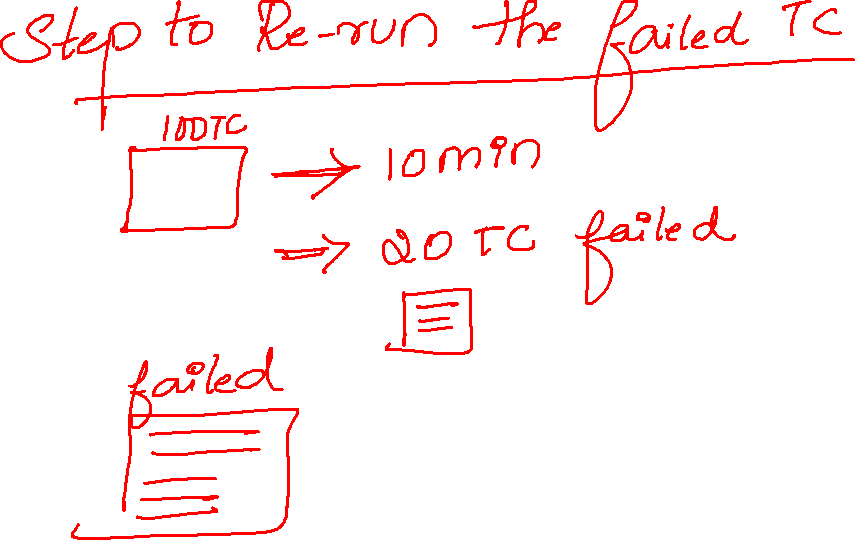 Step to Re-run the failed TC
100TC
→ 10min
⇒ 20 TC failed
failed